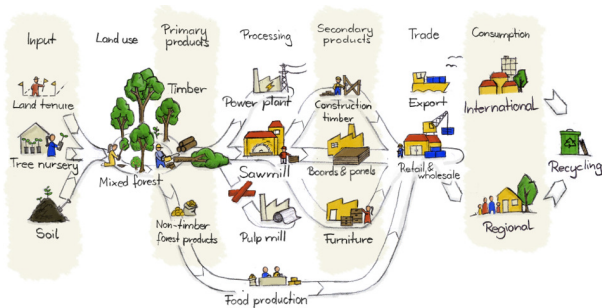 Input
Land use
Primary
products
Processing
Secondary
products
Trade
Consumption
Land tenure
Timber
Power plant
Construction
timber
Export
International
Tree nursery
Mixed forest
Sawmill
Boards & panels
Retail &
wholesale
Recycling
Soil
Non-timber
forest products
Pulp mill
Furniture
Regional
Food production